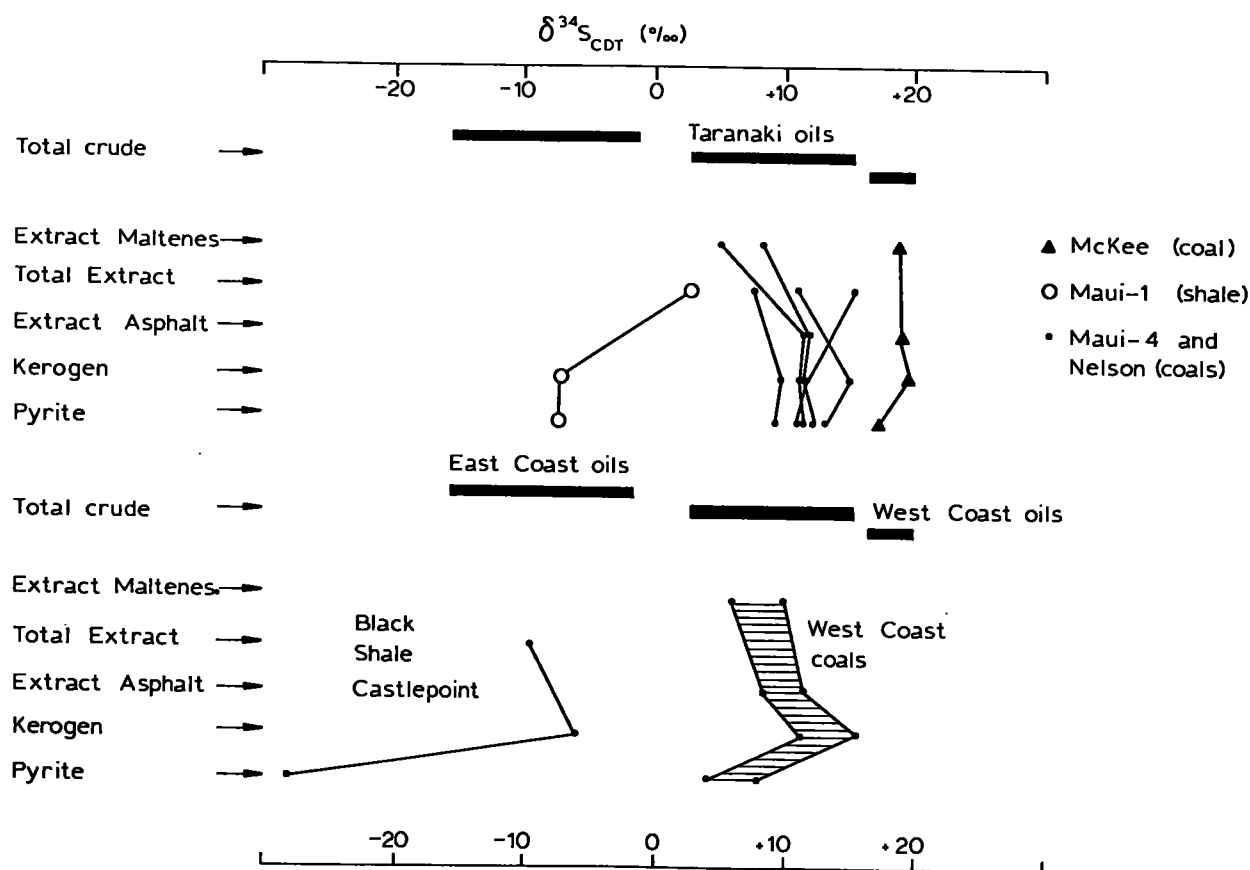 δ³⁴S_CDT (°/₀₀)
-20 -10 0 +10 +20
Total crude
Taranaki oils
Extract Maltenes
Total Extract
Extract Asphalt
Kerogen
Pyrite
McKee (coal)
Maui-1 (shale)
Maui-4 and
Nelson (coals)
East Coast oils
Total crude
West Coast oils
Extract Maltenes
Total Extract
Extract Asphalt
Kerogen
Pyrite
Black
Shale
Castlepoint
West Coast
coals
-20 -10 0 +10 +20